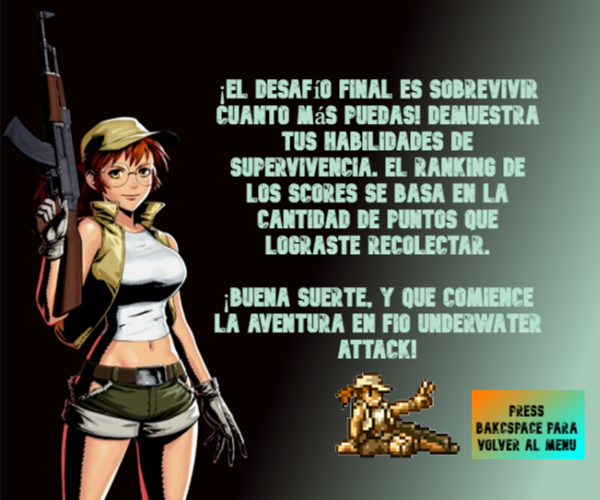 ¡EL DESAFíO FINAL ES SOBREVIVIR
CUANTO MáS PUEDAS! DEMUESTRA
TUS HABILIDADES DE
SUPERVIVENCIA. EL RANKING DE
LOS SCORES SE BASA EN LA
CANTIDAD DE PUNTOS QUE
LOGRASTE RECOLECTAR.
¡BUENA SUERTE, Y QUE COMIENCE
LA AVENTURA EN FIO UNDERWATER
ATTACK!
PRESS
BAKCSPACE PARA
VOLVER AL MENU